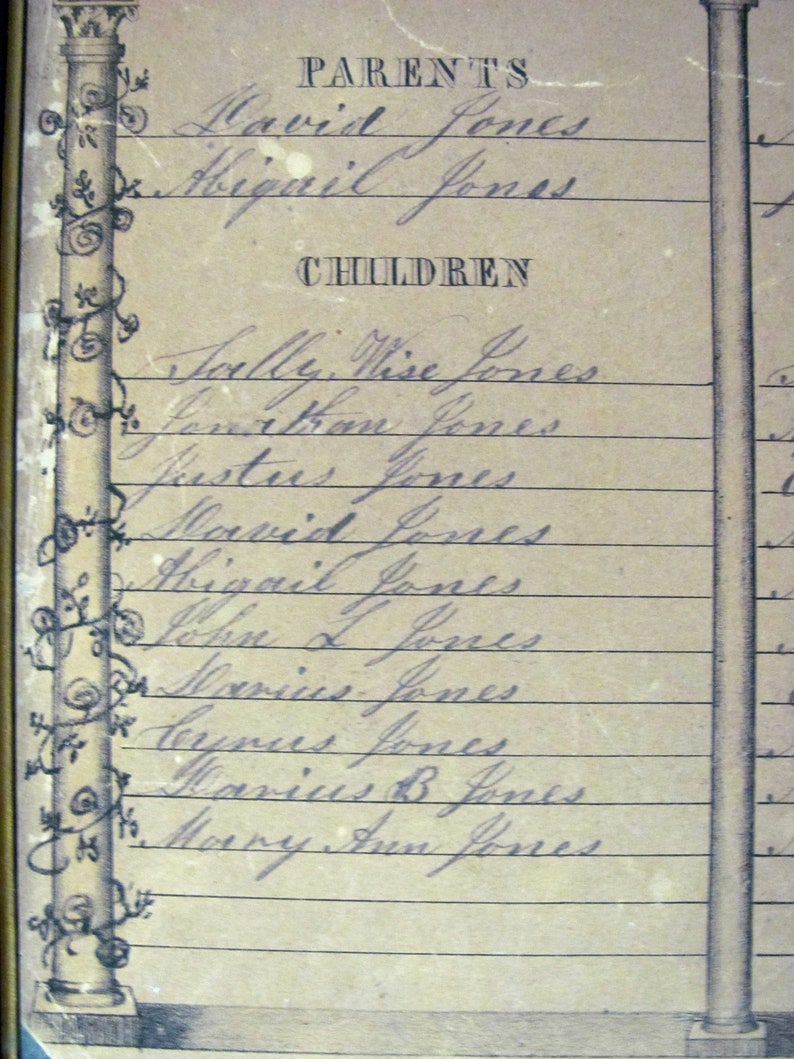 PARENTS
David Jones
Abigail Jones
CHILDREN
Sally Wise Jones
Jonathan Jones
Justus Jones
David Jones
Abigail Jones
John L Jones
Darius Jones
Cyrus Jones
Darius B Jones
Mary Ann Jones